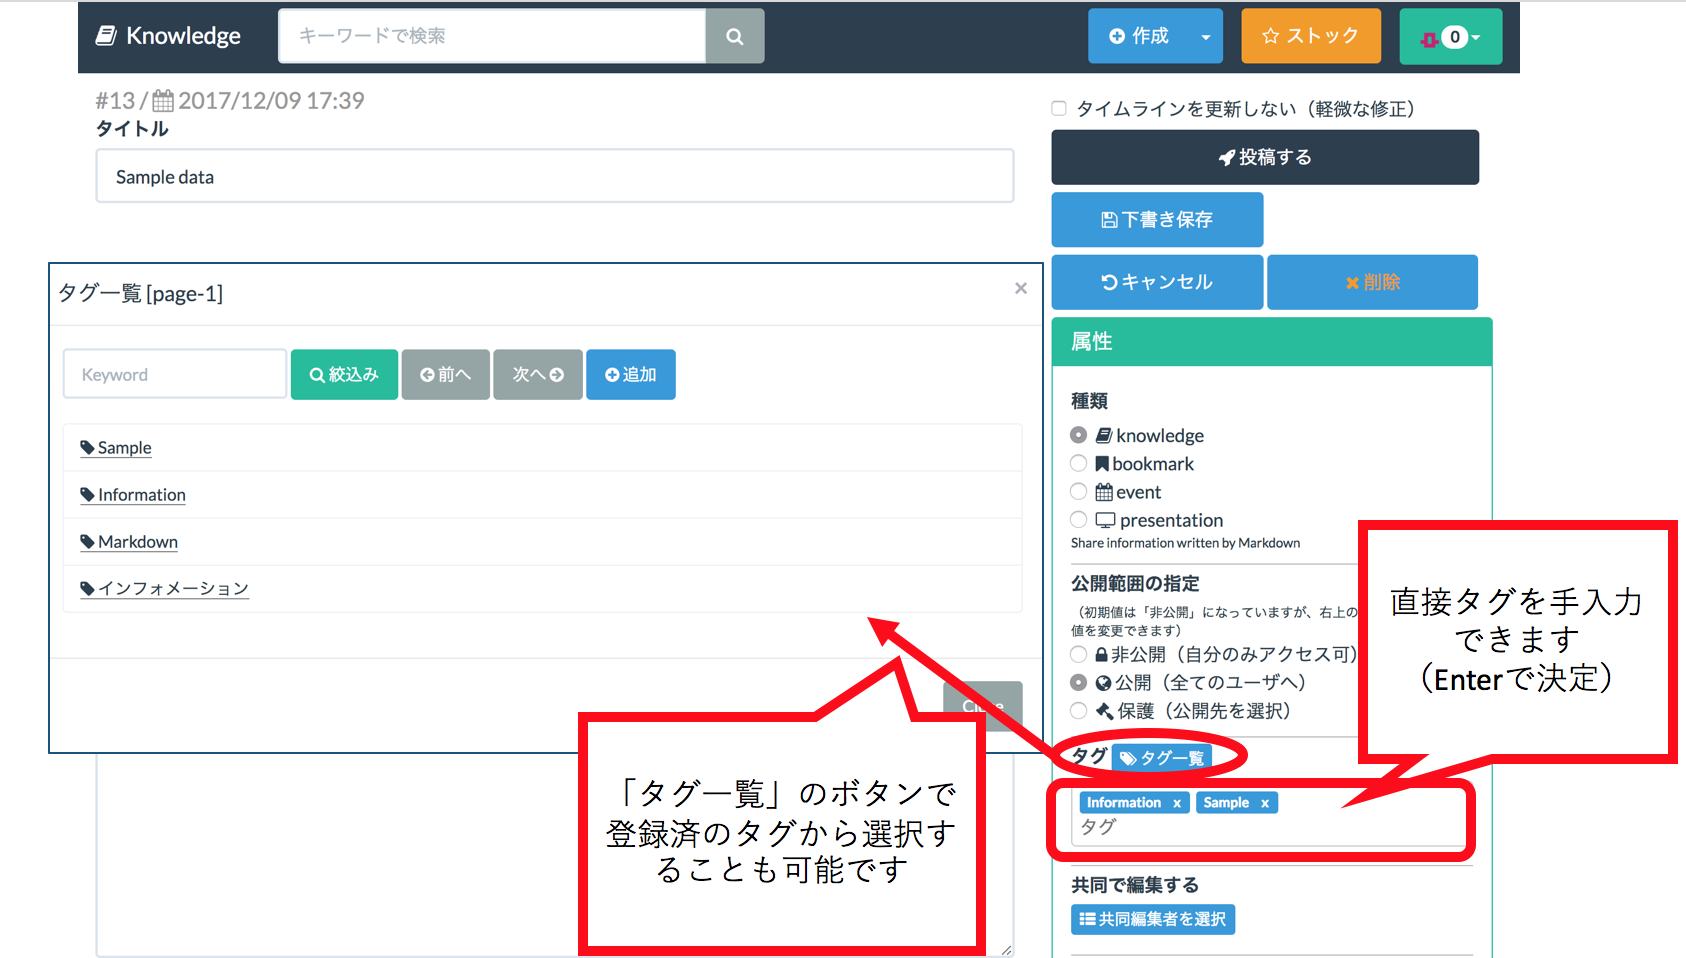 Knowledge
キーワードで検索
作成
ストック
0
#13 / 2017/12/09 17:39
タイトル
Sample data
タイムラインを更新しない（軽微な修正）
投稿する
下書き保存
キャンセル
削除
タグ一覧 [page-1]
×
Keyword
絞込み
前へ
次へ
追加
Sample
Information
Markdown
インフォメーション
「タグ一覧」のボタンで
登録済のタグから選択す
ることも可能です
属性
種類
knowledge
bookmark
event
presentation
Share information written by Markdown
公開範囲の指定
（初期値は「非公開」になっていますが、右上の
値を変更できます）
非公開（自分のみアクセス可）
公開（全てのユーザへ）
保護（公開先を選択）
タグ タグ一覧
Information x Sample x
タグ
共同で編集する
共同編集者を選択
直接タグを手入力
できます
（Enterで決定）